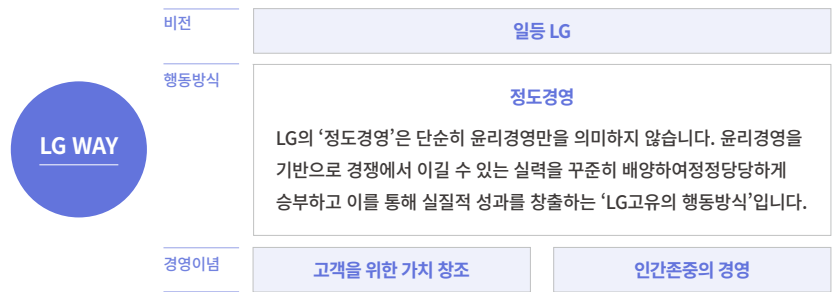 비전
일등 LG
행동방식
정도경영
LG WAY
LG의 ‘정도경영’은 단순히 윤리경영만을 의미하지 않습니다. 윤리경영을
기반으로 경쟁에서 이길 수 있는 실력을 꾸준히 배양하여정정당당하게
승부하고 이를 통해 실질적 성과를 창출하는 ‘LG고유의 행동방식’입니다.
경영이념
고객을 위한 가치 창조
인간존중의 경영